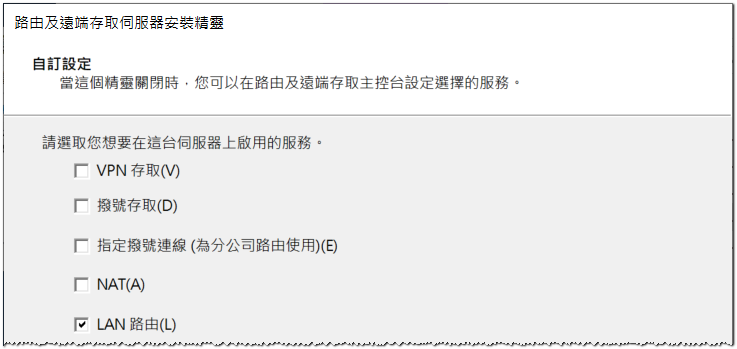 路由及遠端存取伺服器安裝精靈
自訂設定
當這個精靈關閉時，您可以在路由及遠端存取主控台設定選擇的服務。
請選取您想要在這台伺服器上啟用的服務。
VPN 存取(V)
撥號存取(D)
指定撥號連線 (為分公司路由使用)(E)
NAT(A)
LAN 路由(L)